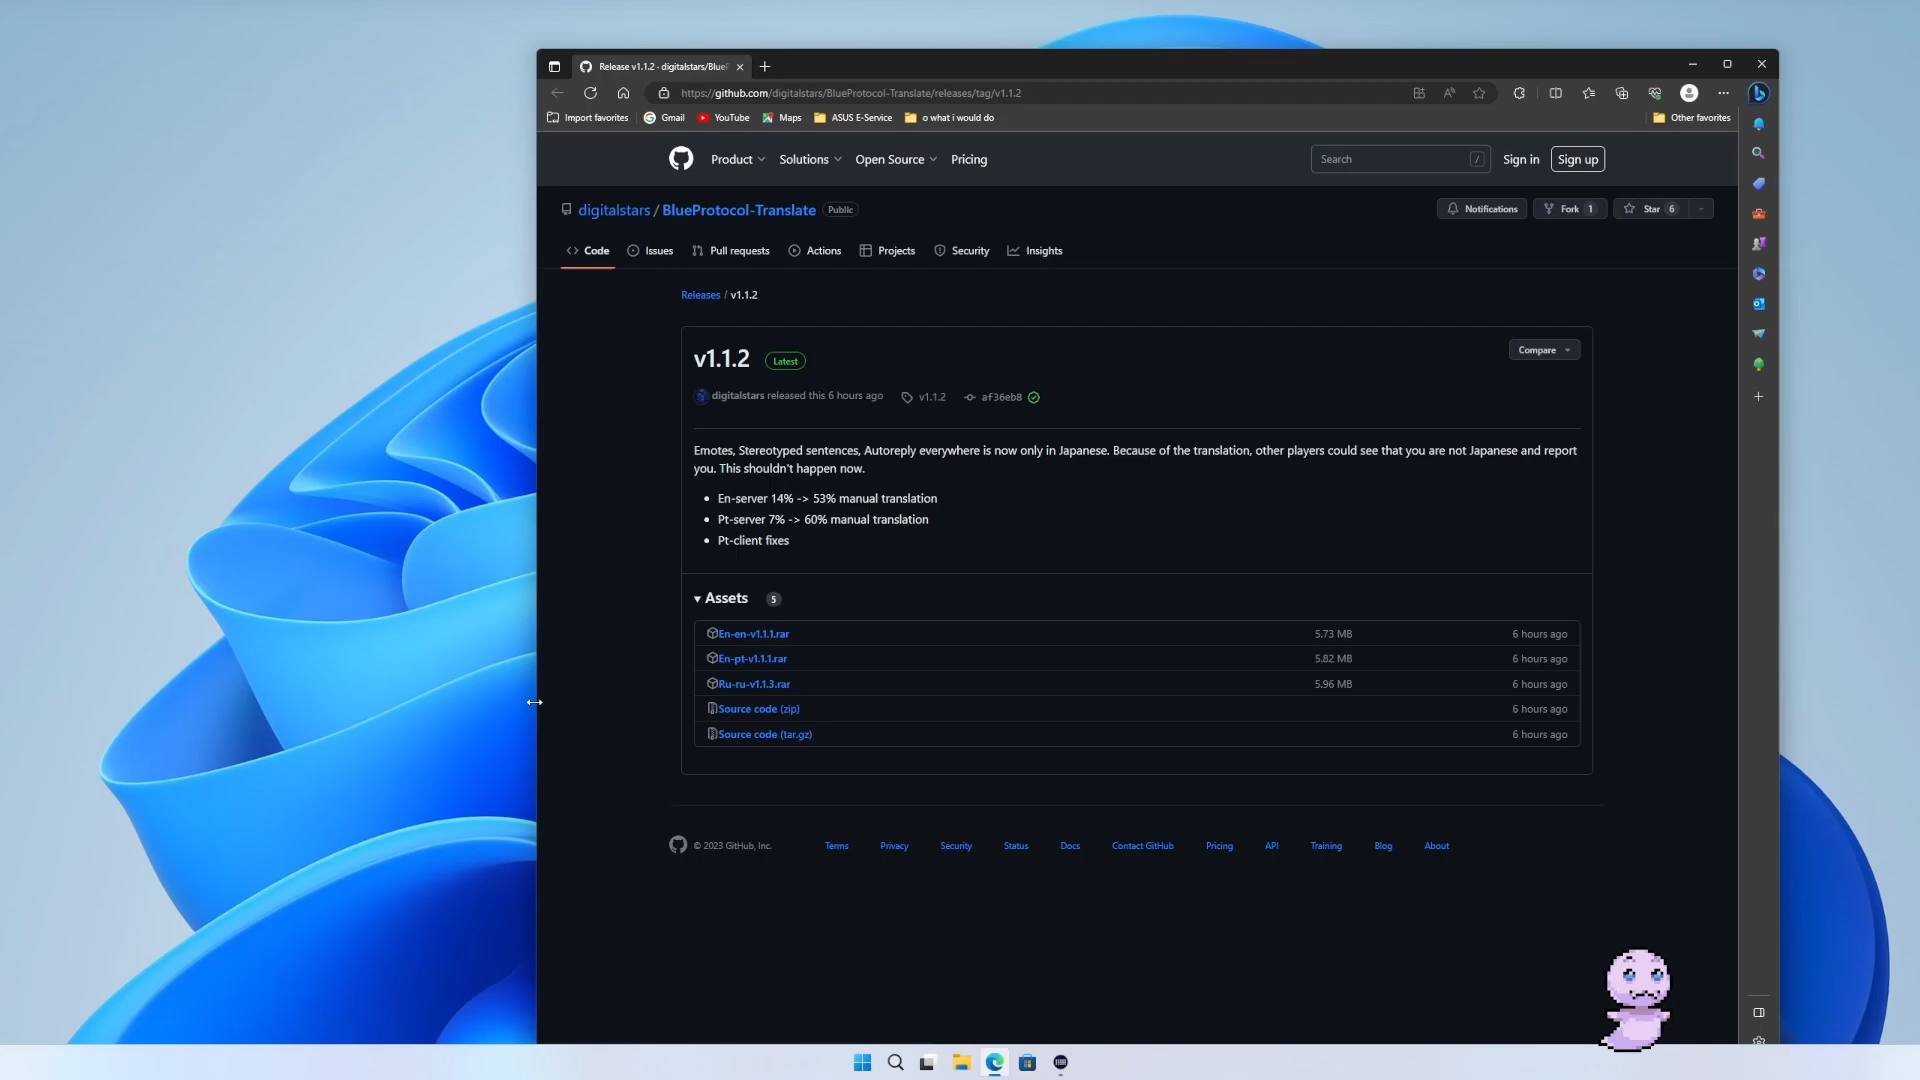 Release v1.1.2 · digitalstars/BlueF
https://github.com/digitalstars/BlueProtocol-Translate/releases/tag/v1.1.2
Import favorites Gmail YouTube Maps ASUS E-Service o what i would do Other favorites
Product Solutions Open Source Pricing Search / Sign in Sign up
digitalstars / BlueProtocol-Translate Public Notifications Fork 1 Star 6
Code Issues Pull requests Actions Projects Security Insights
Releases / v1.1.2
v1.1.2 Latest Compare
digitalstars released this 6 hours ago v1.1.2 af36eb8
Emotes, Stereotyped sentences, Autoreply everywhere is now only in Japanese. Because of the translation, other players could see that you are not Japanese and report
you. This shouldn't happen now.
• En-server 14% -> 53% manual translation
• Pt-server 7% -> 60% manual translation
• Pt-client fixes
Assets 5
En-en-v1.1.1.rar 5.73 MB 6 hours ago
En-pt-v1.1.1.rar 5.82 MB 6 hours ago
Ru-ru-v1.1.3.rar 5.96 MB 6 hours ago
Source code (zip) 6 hours ago
Source code (tar.gz) 6 hours ago
© 2023 GitHub, Inc. Terms Privacy Security Status Docs Contact GitHub Pricing API Training Blog About